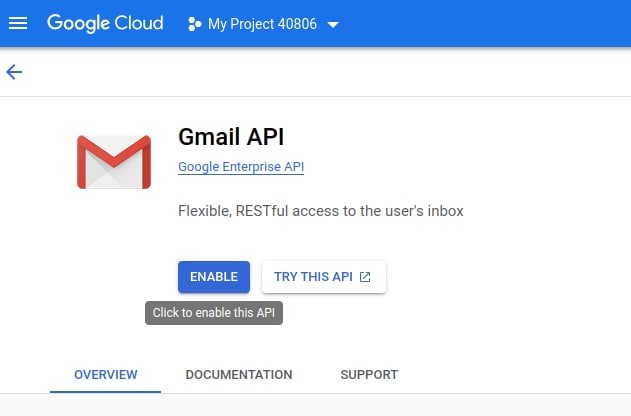 Google Cloud My Project 40806
Gmail API
Google Enterprise API
Flexible, RESTful access to the user's inbox
ENABLE TRY THIS API
Click to enable this API
OVERVIEW DOCUMENTATION SUPPORT